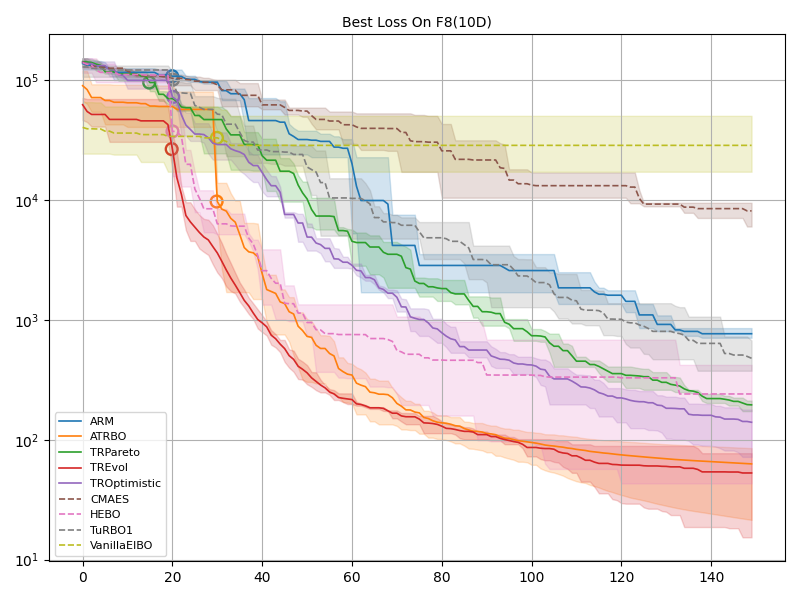 Best Loss On F8(10D)
10^5
10^4
10^3
10^2
10^1
ARM
ATRBO
TRPareto
TREvol
TROptimistic
CMAES
HEBO
TuRBO1
VanillaEIBO
0 20 40 60 80 100 120 140